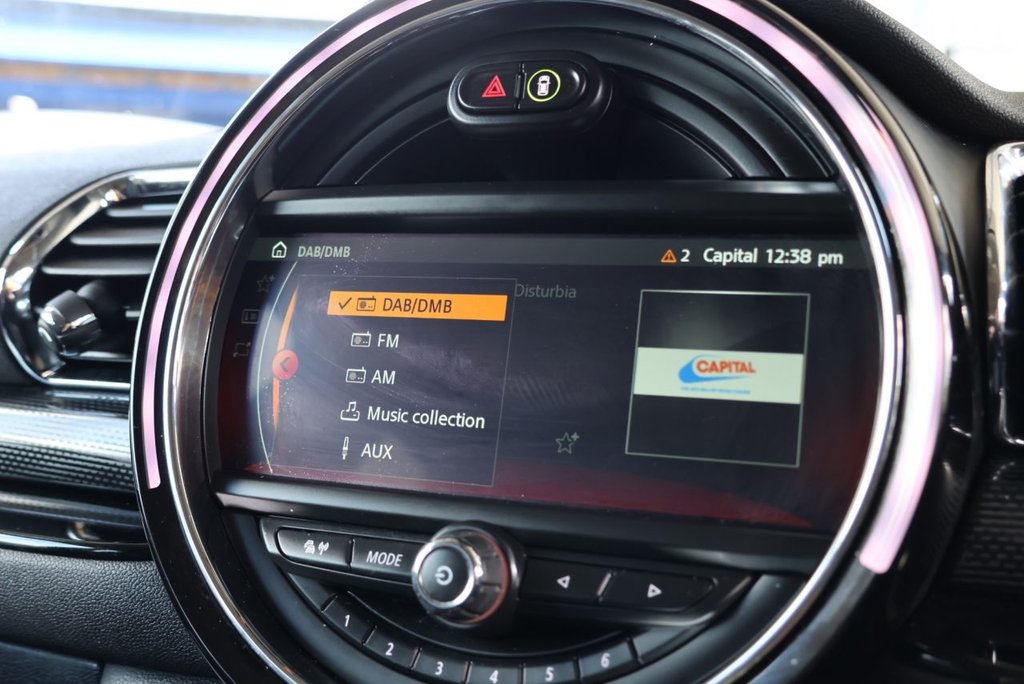 DAB/DMB
2 Capital 12:38 pm
DAB/DMB
Disturbia
FM
AM
Music collection
AUX
CAPITAL
MODE
1
2
3
4
5
6